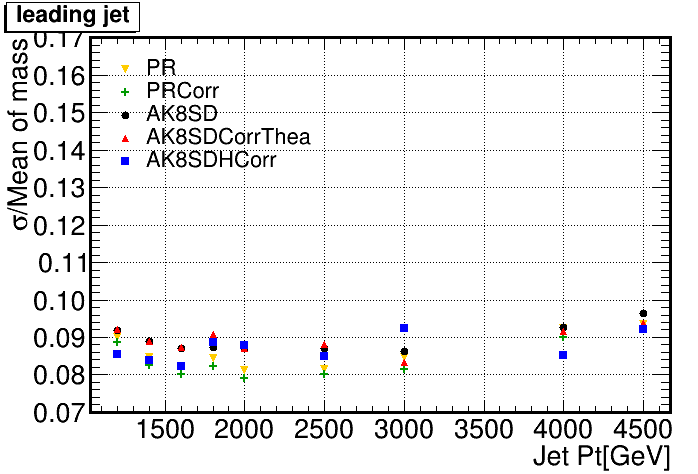 leading jet
σ/Mean of mass
0.17
0.16
0.15
0.14
0.13
0.12
0.11
0.10
0.09
0.08
0.07
PR
PRCorr
AK8SD
AK8SDCorrThea
AK8SDHCorr
1500 2000 2500 3000 3500 4000 4500
Jet Pt[GeV]